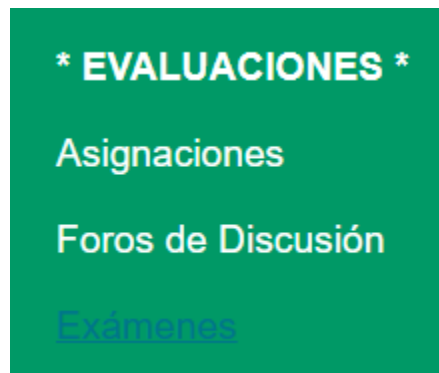 * EVALUACIONES *
Asignaciones
Foros de Discusión
Exámenes